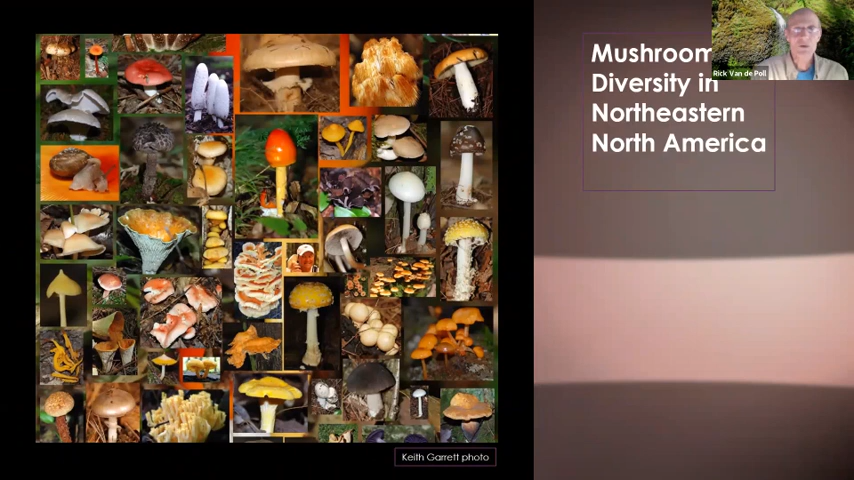 Mushroom
Diversity in
Northeastern
North America
Rick Van de Poll
Keith Garrett photo